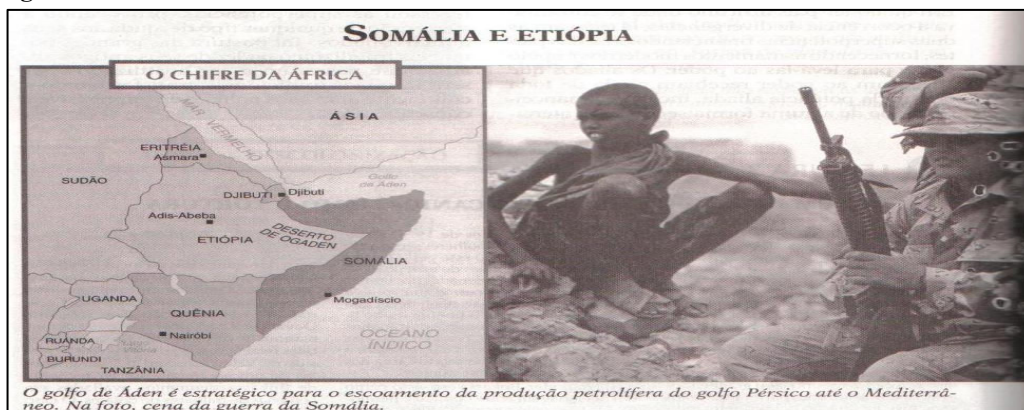 SOMÁLIA E ETIÓPIA
O CHIFRE DA ÁFRICA
MAR VERMELHO
ÁSIA
ERITRÉIA
Asmara
SUDÃO
Golfo
de Áden
DJIBUTI
Djibuti
Adis-Abeba
ETIÓPIA
DESERTO
DE OGADEN
SOMÁLIA
UGANDA
Mogadíscio
QUÊNIA
Nairóbi
OCEANO
ÍNDICO
RUANDA
BURUNDI
TANZÂNIA
O golfo de Áden é estratégico para o escoamento da produção petrolífera do golfo Pérsico até o Mediterrâ-
neo. Na foto, cena da guerra da Somália.